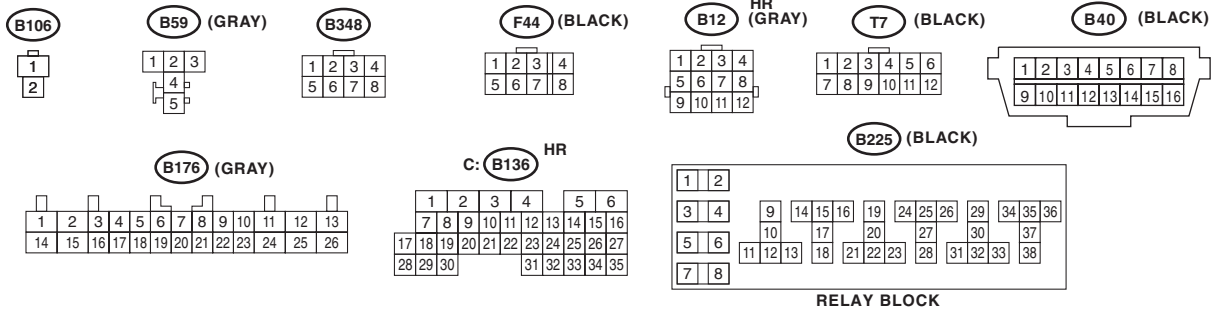 B106
1
2
B59 (GRAY)
1 2 3
4
5
B348
1 2 3 4
5 6 7 8
F44 (BLACK)
1 2 3 4
5 6 7 8
HR
B12 (GRAY)
1 2 3 4
5 6 7 8
9 10 11 12
T7 (BLACK)
1 2 3 4 5 6
7 8 9 10 11 12
B40 (BLACK)
1 2 3 4 5 6 7 8
9 10 11 12 13 14 15 16
B176 (GRAY)
1 2 3 4 5 6 7 8 9 10 11 12 13
14 15 16 17 18 19 20 21 22 23 24 25 26
C: B136 HR
1 2 3 4 5 6
7 8 9 10 11 12 13 14 15 16
17 18 19 20 21 22 23 24 25 26 27
28 29 30 31 32 33 34 35
B225 (BLACK)
1 2
3 4 9 14 15 16 19 24 25 26 29 34 35 36
10 17 20 27 30 37
5 6 11 12 13 18 21 22 23 28 31 32 33 38
7 8
RELAY BLOCK